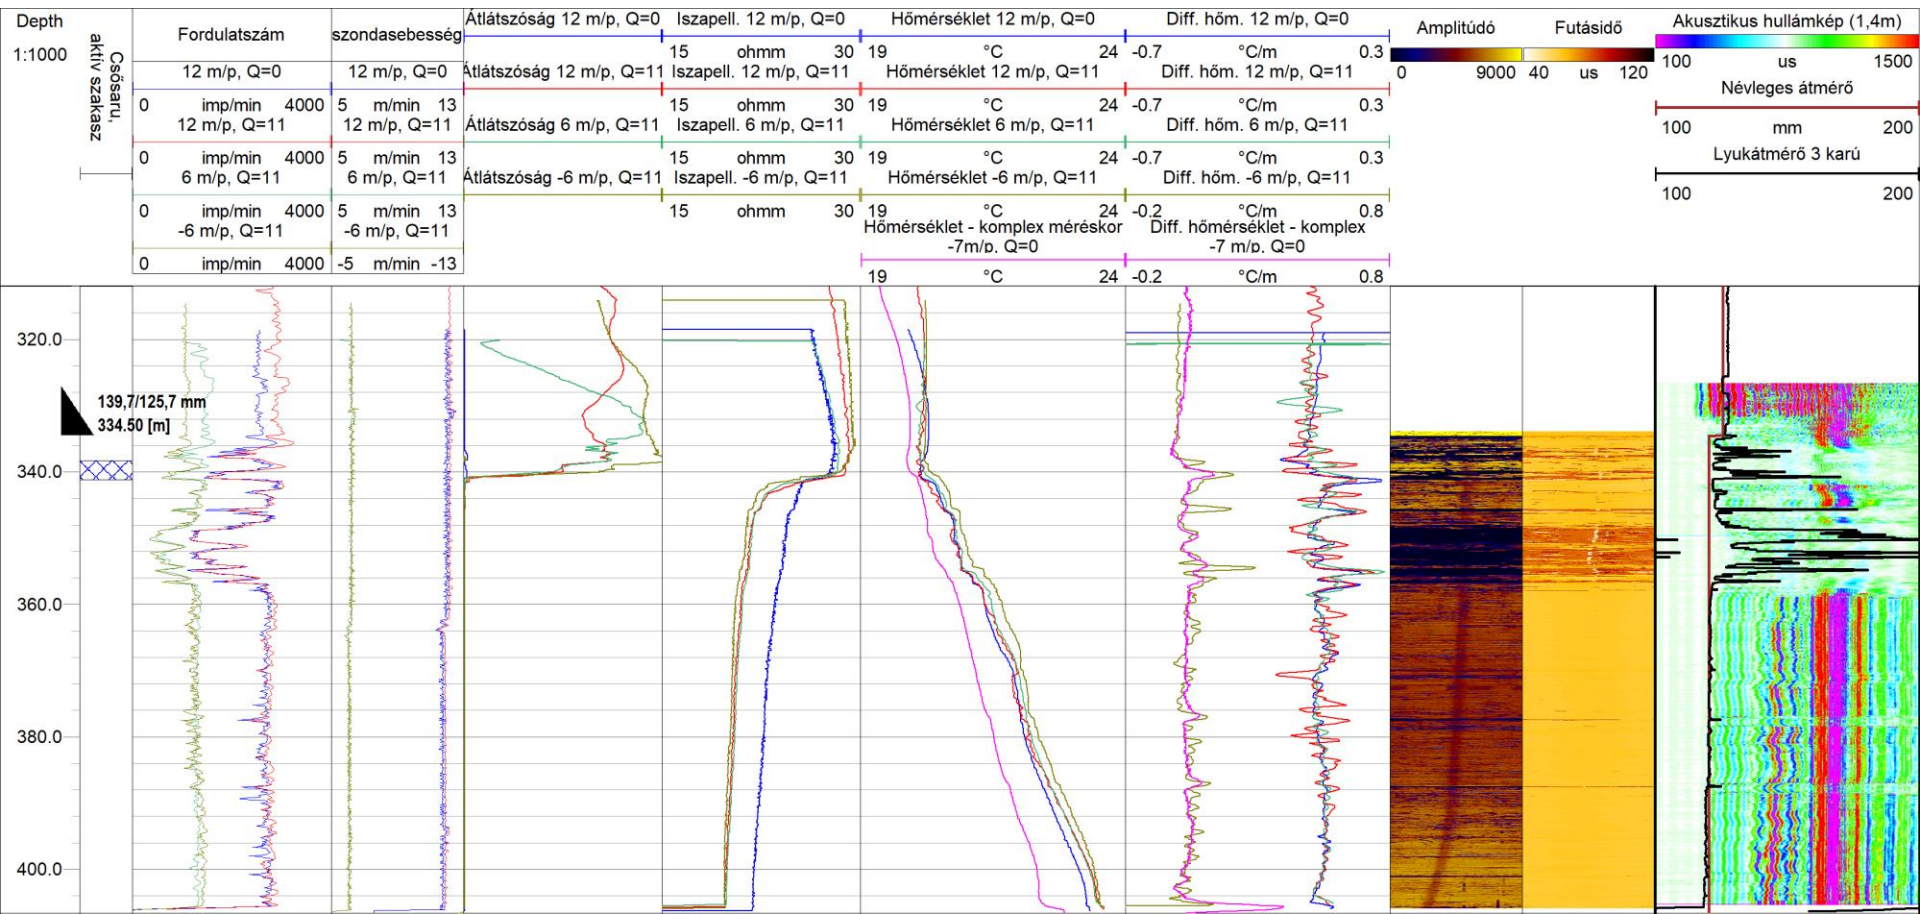 Depth
1:1000
Csősaru,
aktív szakasz
Fordulatszám
12 m/p, Q=0
0 imp/min 4000
12 m/p, Q=11
0 imp/min 4000
6 m/p, Q=11
0 imp/min 4000
-6 m/p, Q=11
0 imp/min 4000
szondasebesség
12 m/p, Q=0
5 m/min 13
12 m/p, Q=11
5 m/min 13
6 m/p, Q=11
5 m/min 13
-6 m/p, Q=11
-5 m/min -13
Átlátszóság 12 m/p, Q=0
Átlátszóság 12 m/p, Q=11
Átlátszóság 6 m/p, Q=11
Átlátszóság -6 m/p, Q=11
Iszapell. 12 m/p, Q=0
15 ohmm 30
Iszapell. 12 m/p, Q=11
15 ohmm 30
Iszapell. 6 m/p, Q=11
15 ohmm 30
Iszapell. -6 m/p, Q=11
15 ohmm 30
Hőmérséklet 12 m/p, Q=0
19 °C 24
Hőmérséklet 12 m/p, Q=11
19 °C 24
Hőmérséklet 6 m/p, Q=11
19 °C 24
Hőmérséklet -6 m/p, Q=11
19 °C 24
Hőmérséklet - komplex méréskor
-7m/p, Q=0
19 °C 24
Diff. hőm. 12 m/p, Q=0
-0.7 °C/m 0.3
Diff. hőm. 12 m/p, Q=11
-0.7 °C/m 0.3
Diff. hőm. 6 m/p, Q=11
-0.7 °C/m 0.3
Diff. hőm. -6 m/p, Q=11
-0.2 °C/m 0.8
Diff. hőmérséklet - komplex
-7 m/p, Q=0
-0.2 °C/m 0.8
Amplitúdó
0 9000
Futásidő
40 us 120
Akusztikus hullámkép (1,4m)
100 us 1500
Névleges átmérő
100 mm 200
Lyukátmérő 3 karú
100 200
320.0
139,7/125,7 mm
334.50 [m]
340.0
360.0
380.0
400.0